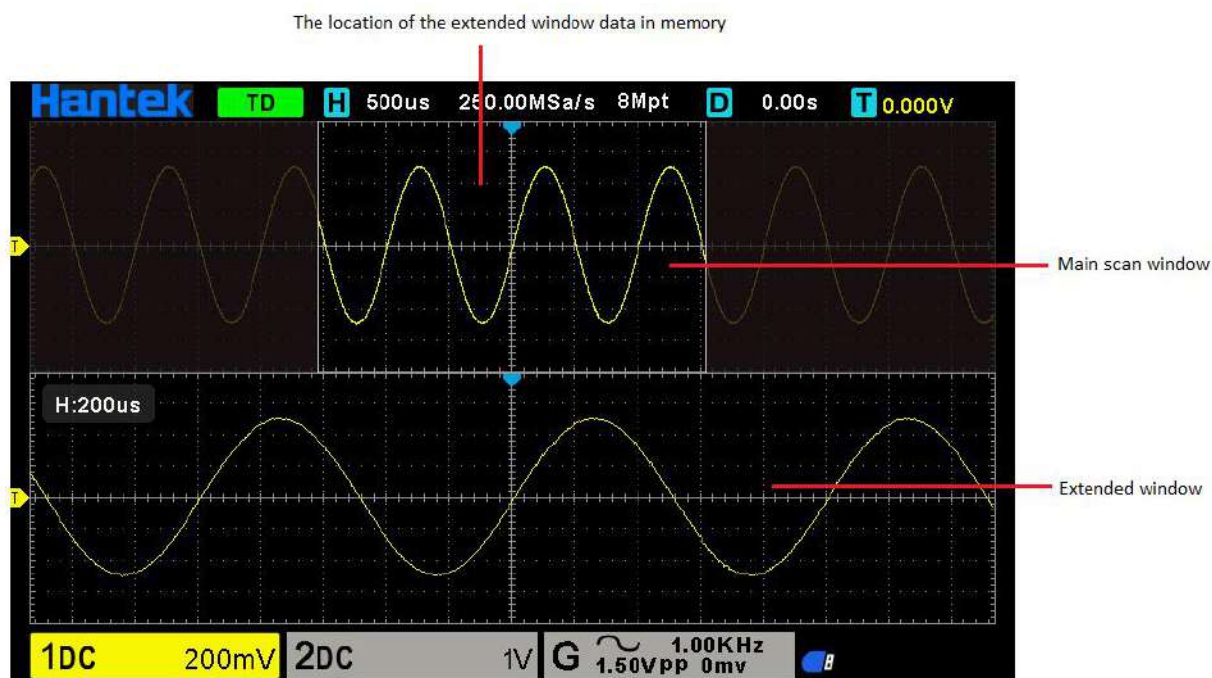 The location of the extended window data in memory
Hantek TD H 500us 250.00MSa/s 8Mpt D 0.00s T 0.000V
T
Main scan window
H:200us
T
Extended window
1DC 200mV 2DC 1V G 1.00KHz
1.50Vpp 0mv